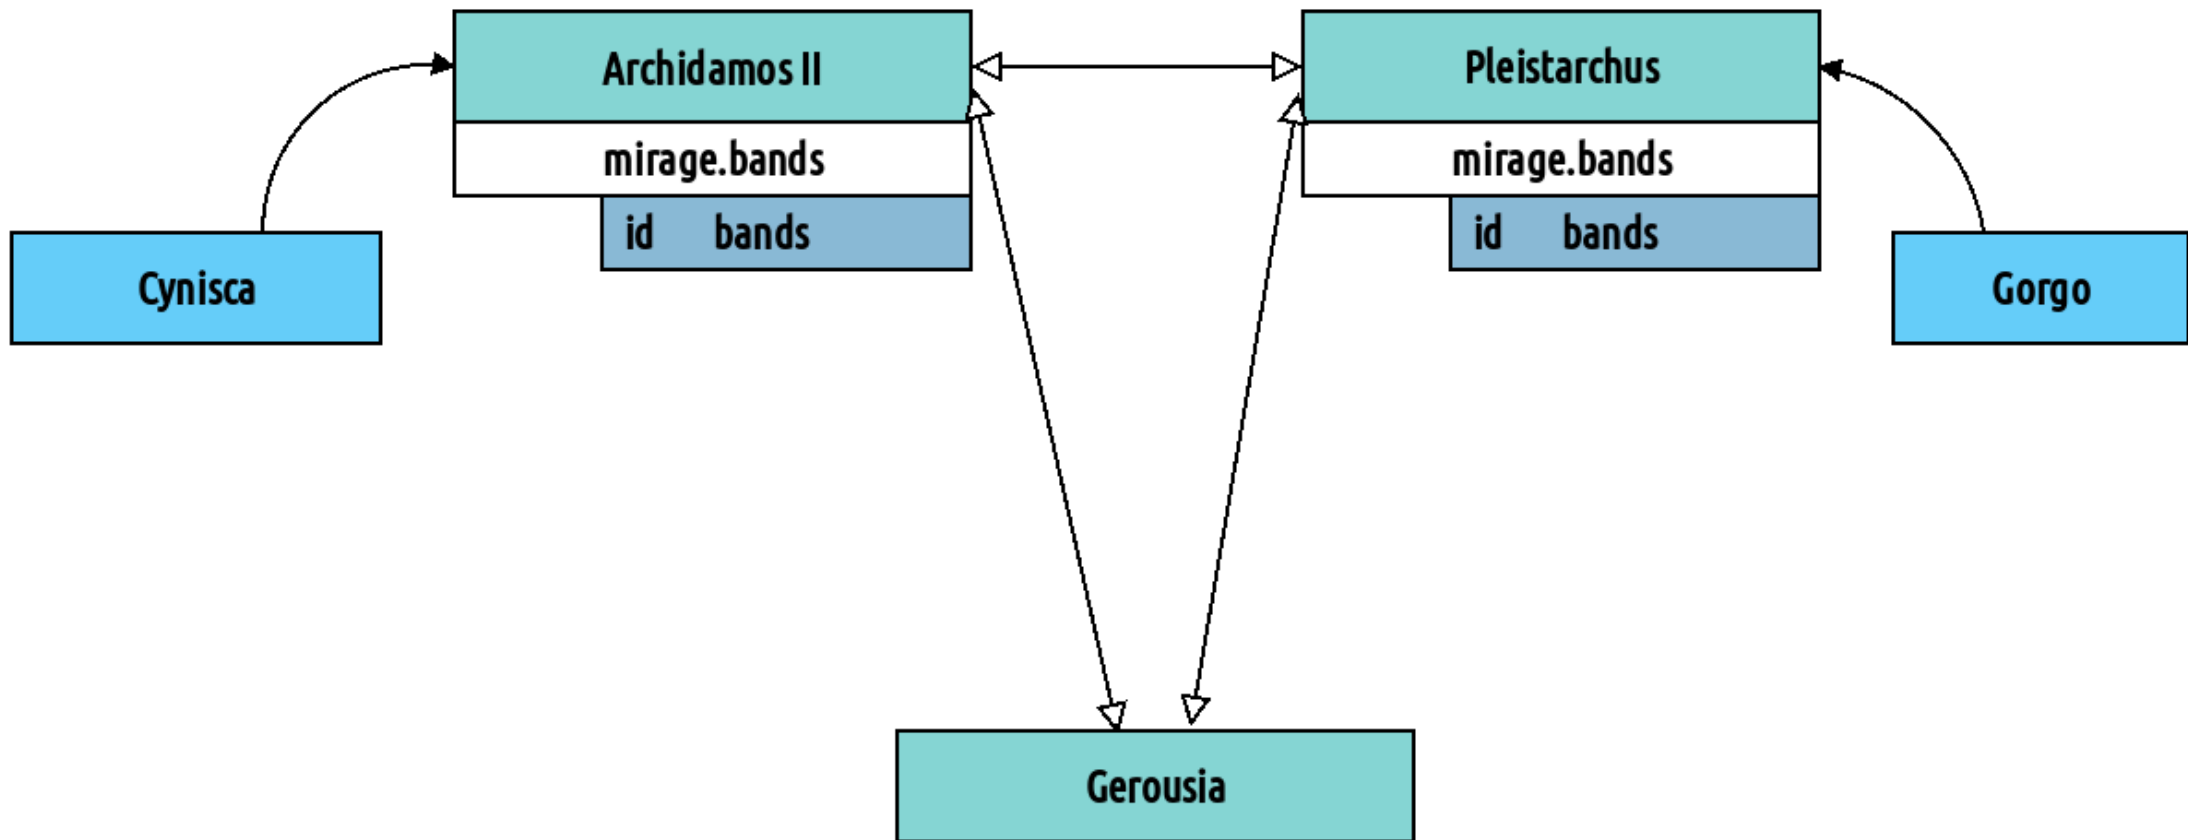 Archidamos II
Pleistarchus
mirage.bands
mirage.bands
id bands
id bands
Cynisca
Gorgo
Gerousia